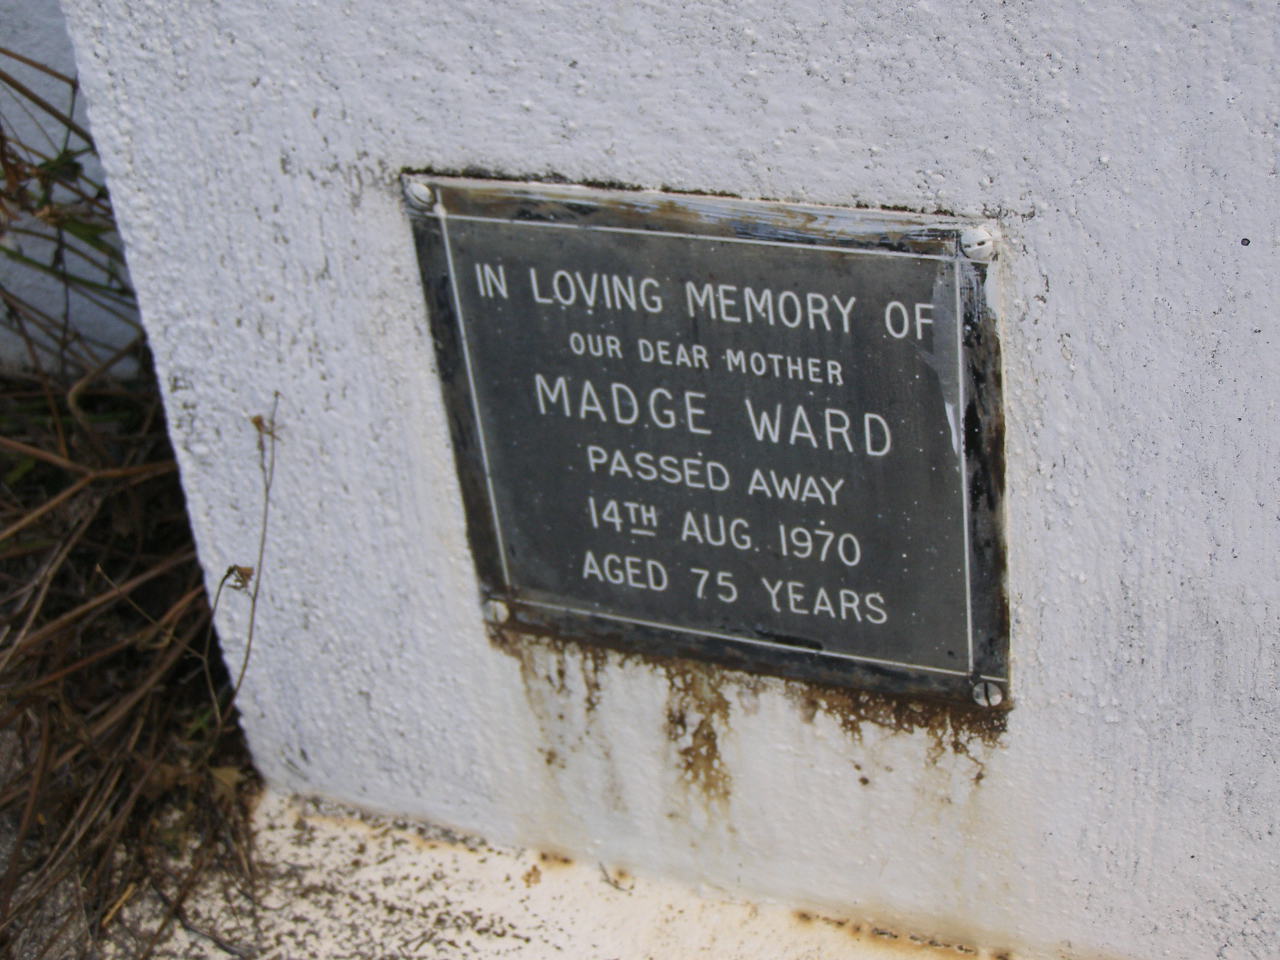 IN LOVING MEMORY OF
OUR DEAR MOTHER
MADGE WARD
PASSED AWAY
14TH AUG. 1970
AGED 75 YEARS